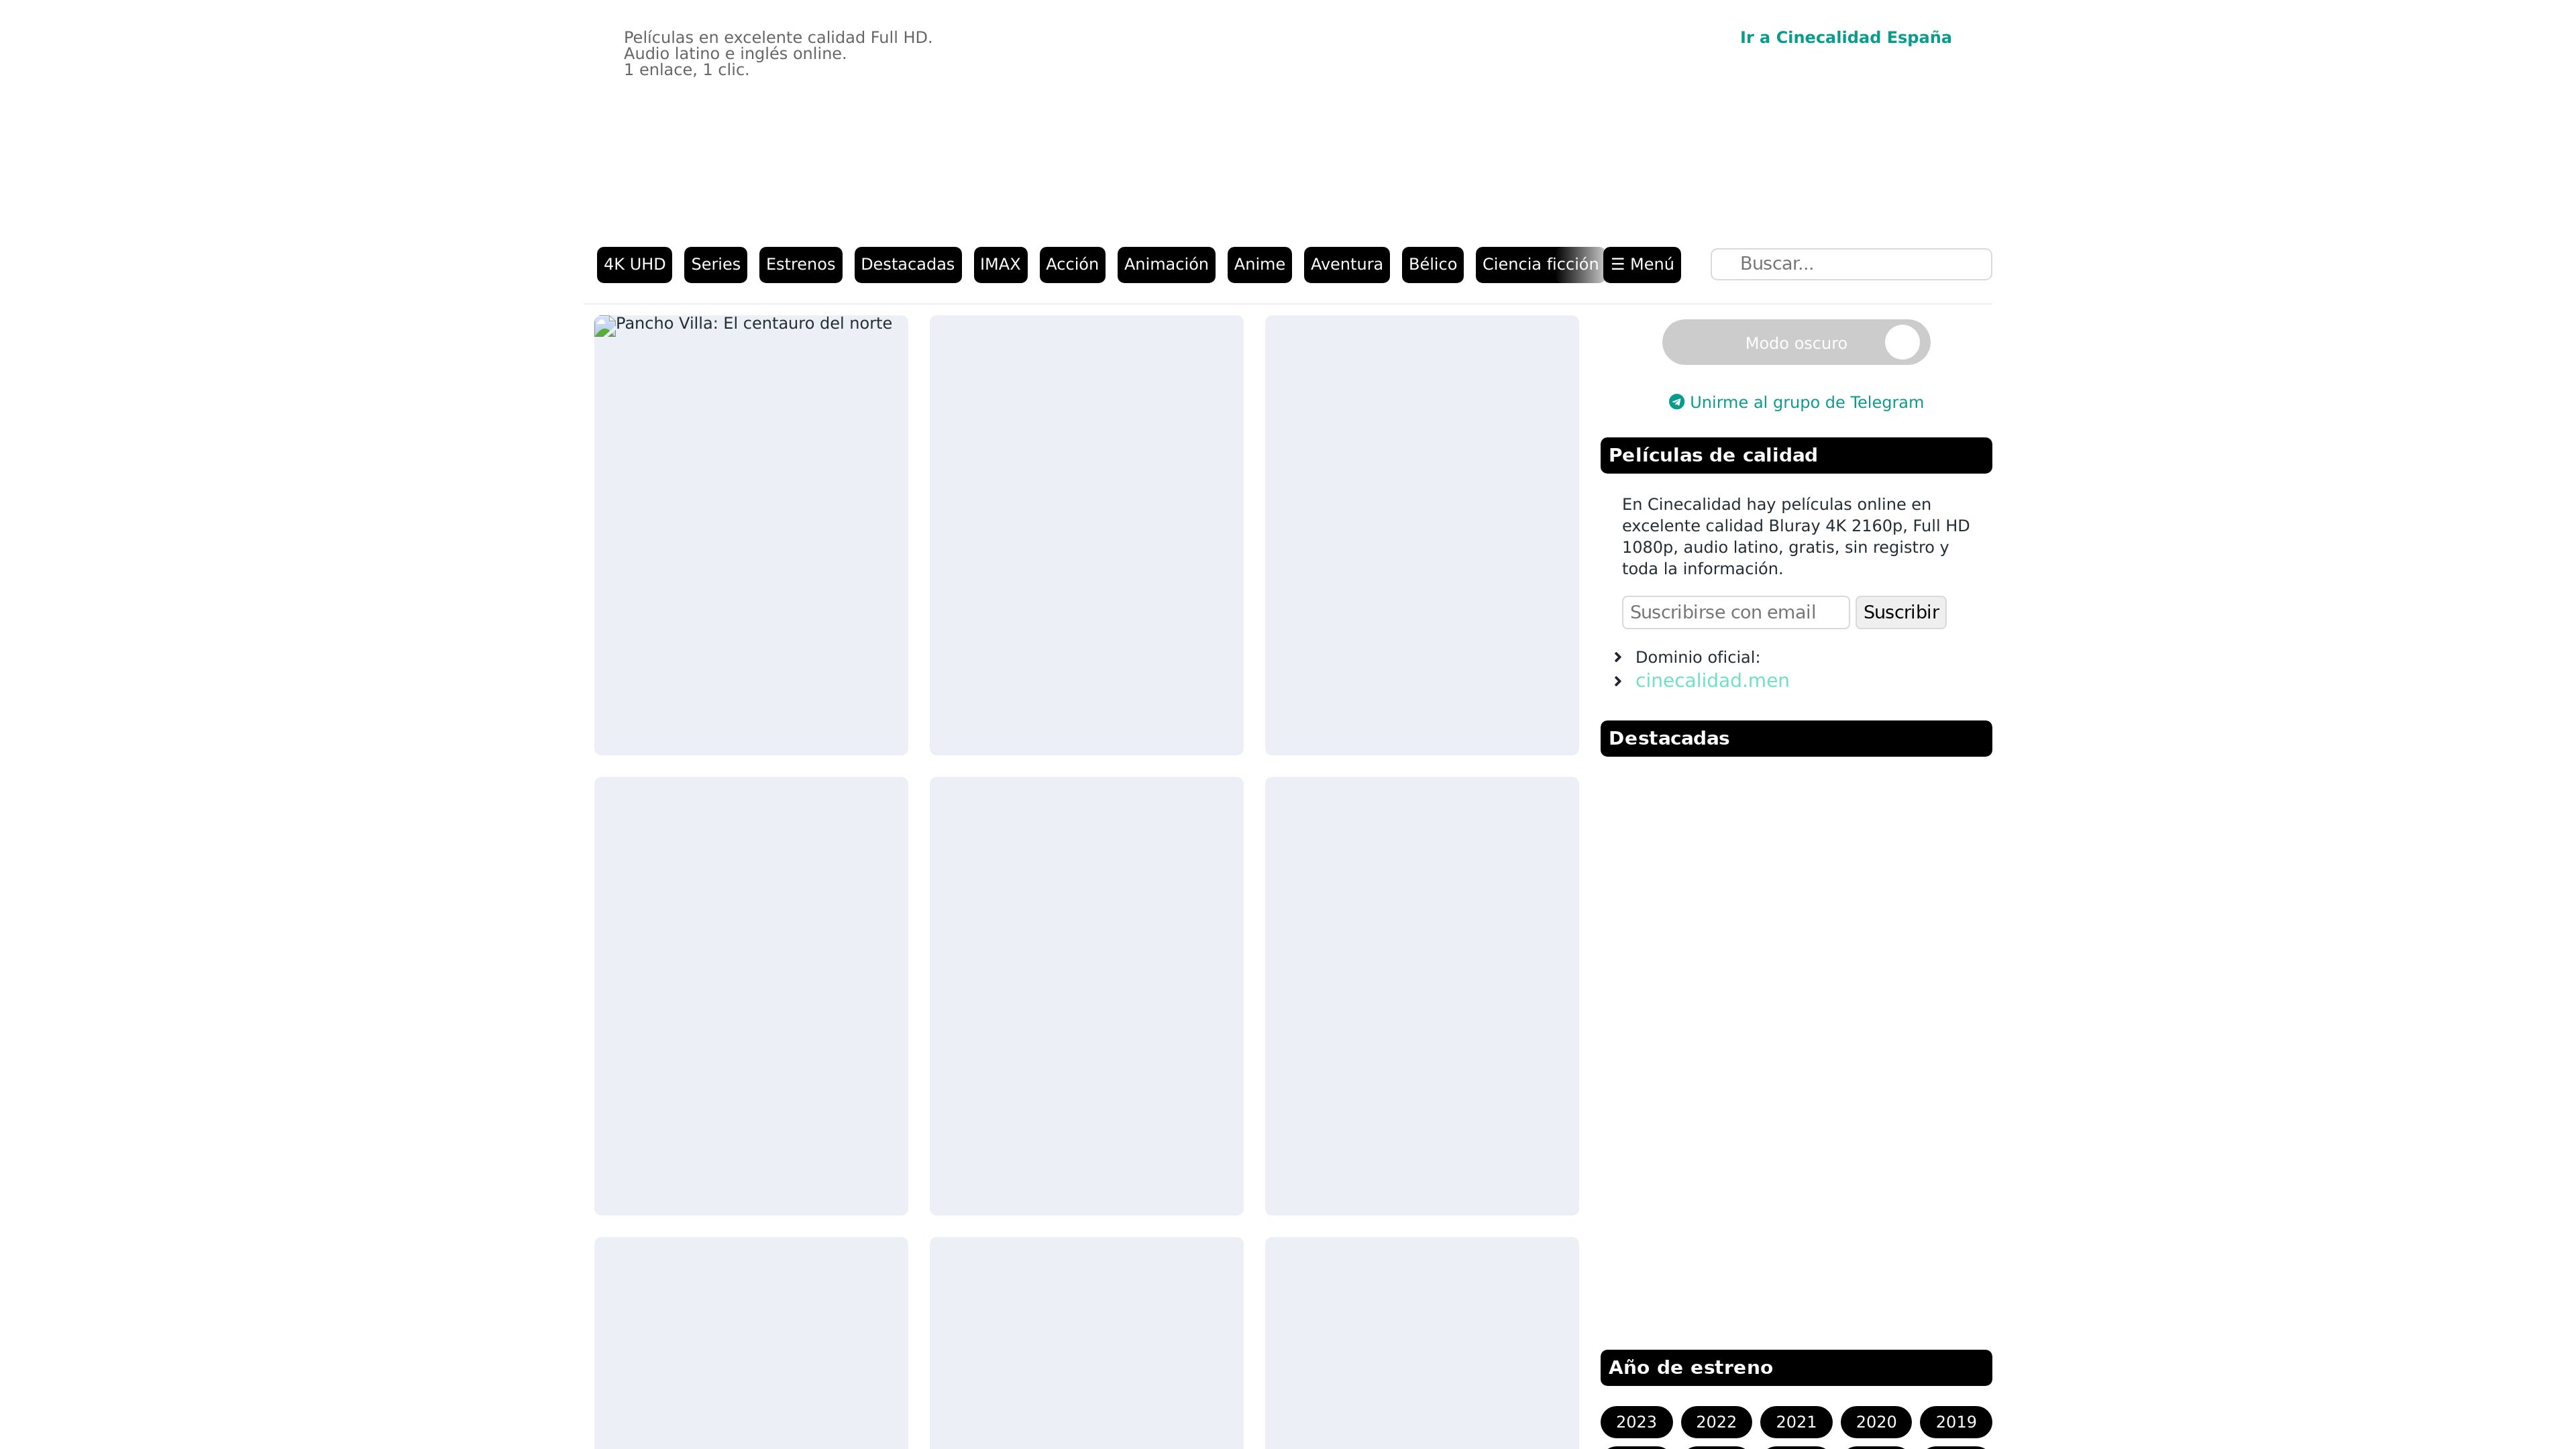 Películas en excelente calidad Full HD.
Audio latino e inglés online.
1 enlace, 1 clic.
Ir a Cinecalidad España
4K UHD Series Estrenos Destacadas IMAX Acción Animación Anime Aventura Bélico Ciencia ficción ☰ Menú Buscar...
Pancho Villa: El centauro del norte
Modo oscuro
Unirme al grupo de Telegram
Películas de calidad
En Cinecalidad hay películas online en
excelente calidad Bluray 4K 2160p, Full HD
1080p, audio latino, gratis, sin registro y
toda la información.
Suscribirse con email Suscribir
Dominio oficial:
cinecalidad.men
Destacadas
Año de estreno
2023 2022 2021 2020 2019